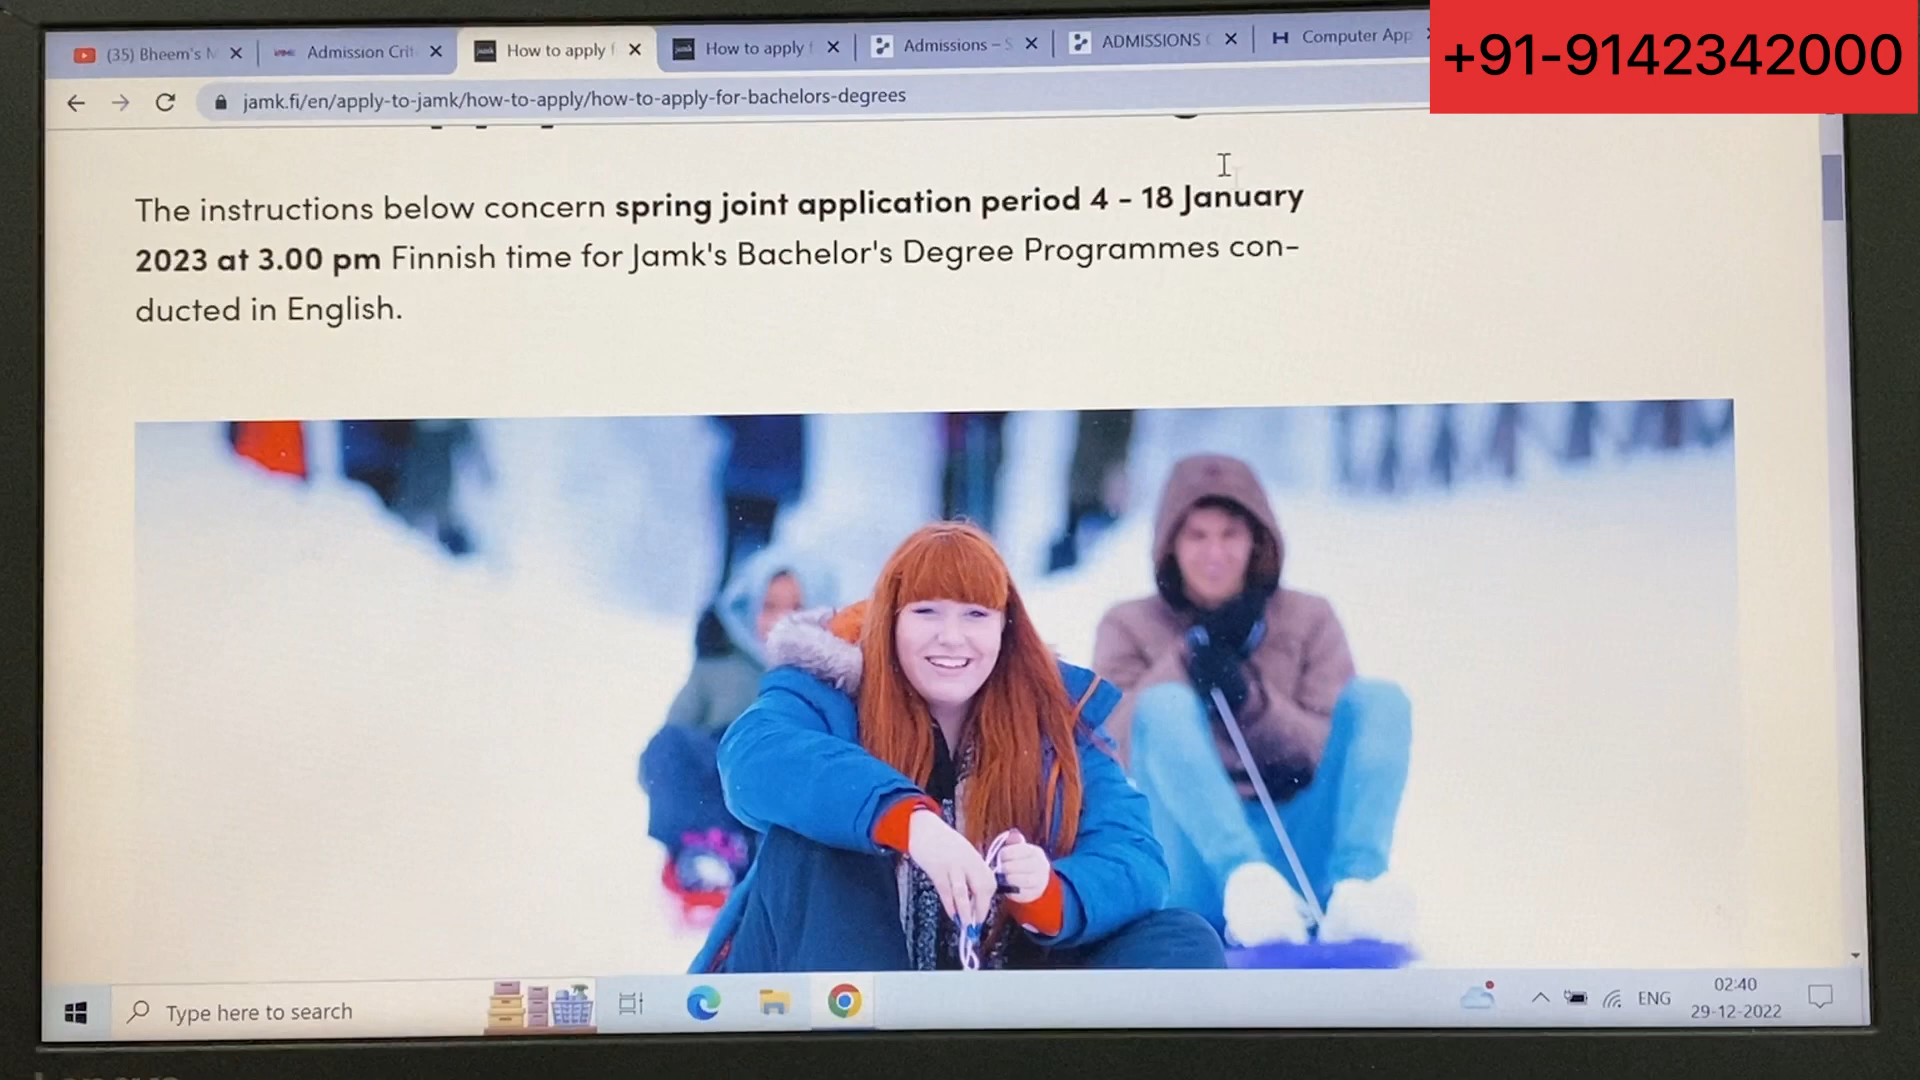 (35) Bheem's
Admission Crit
How to apply f
How to apply f
Admissions – S
ADMISSIONS
Computer App
+91-9142342000
jamk.fi/en/apply-to-jamk/how-to-apply/how-to-apply-for-bachelors-degrees
The instructions below concern spring joint application period 4 - 18 January
2023 at 3.00 pm Finnish time for Jamk's Bachelor's Degree Programmes con-
ducted in English.
Type here to search
ENG
02:40
29-12-2022